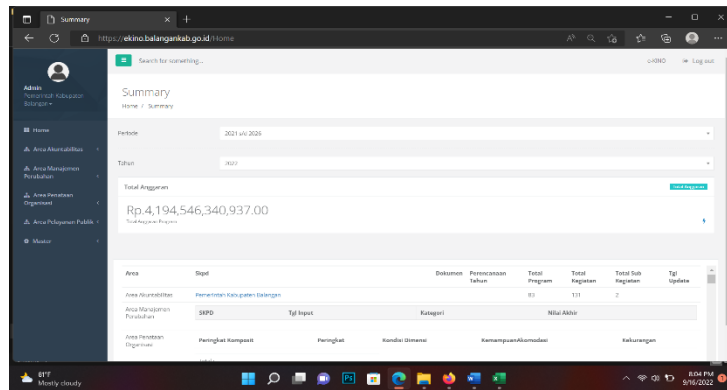 Summary
https://ekino.balangankab.go.id/Home
Search for something...
e-KINO
Log out
Admin
Pemerintah Kabupaten
Balangan
Summary
Home / Summary
Home
Area Akuntabilitas
Area Manajemen
Perubahan
Area Penataan
Organisasi
Area Pelayanan Publik
Master
Periode
2021 s/d 2026
Tahun
2022
Total Anggaran
Total Anggaran
Rp.4,194,546,340,937.00
Total Anggaran Program
Area Skpd Dokumen Perencanaan Tahun Total Program Total Kegiatan Total Sub Kegiatan Tgl Update
Area Akuntabilitas Pemerintah Kabupaten Balangan 93 131 2
Area Manajemen Perubahan
SKPD Tgl Input Kategori Nilai Akhir
Area Penataan Organisasi
Peringkat Komposit Peringkat Kondisi Dimensi KemampuanAkomodasi Kekurangan
81°F
Mostly cloudy
8:04 PM
9/16/2022